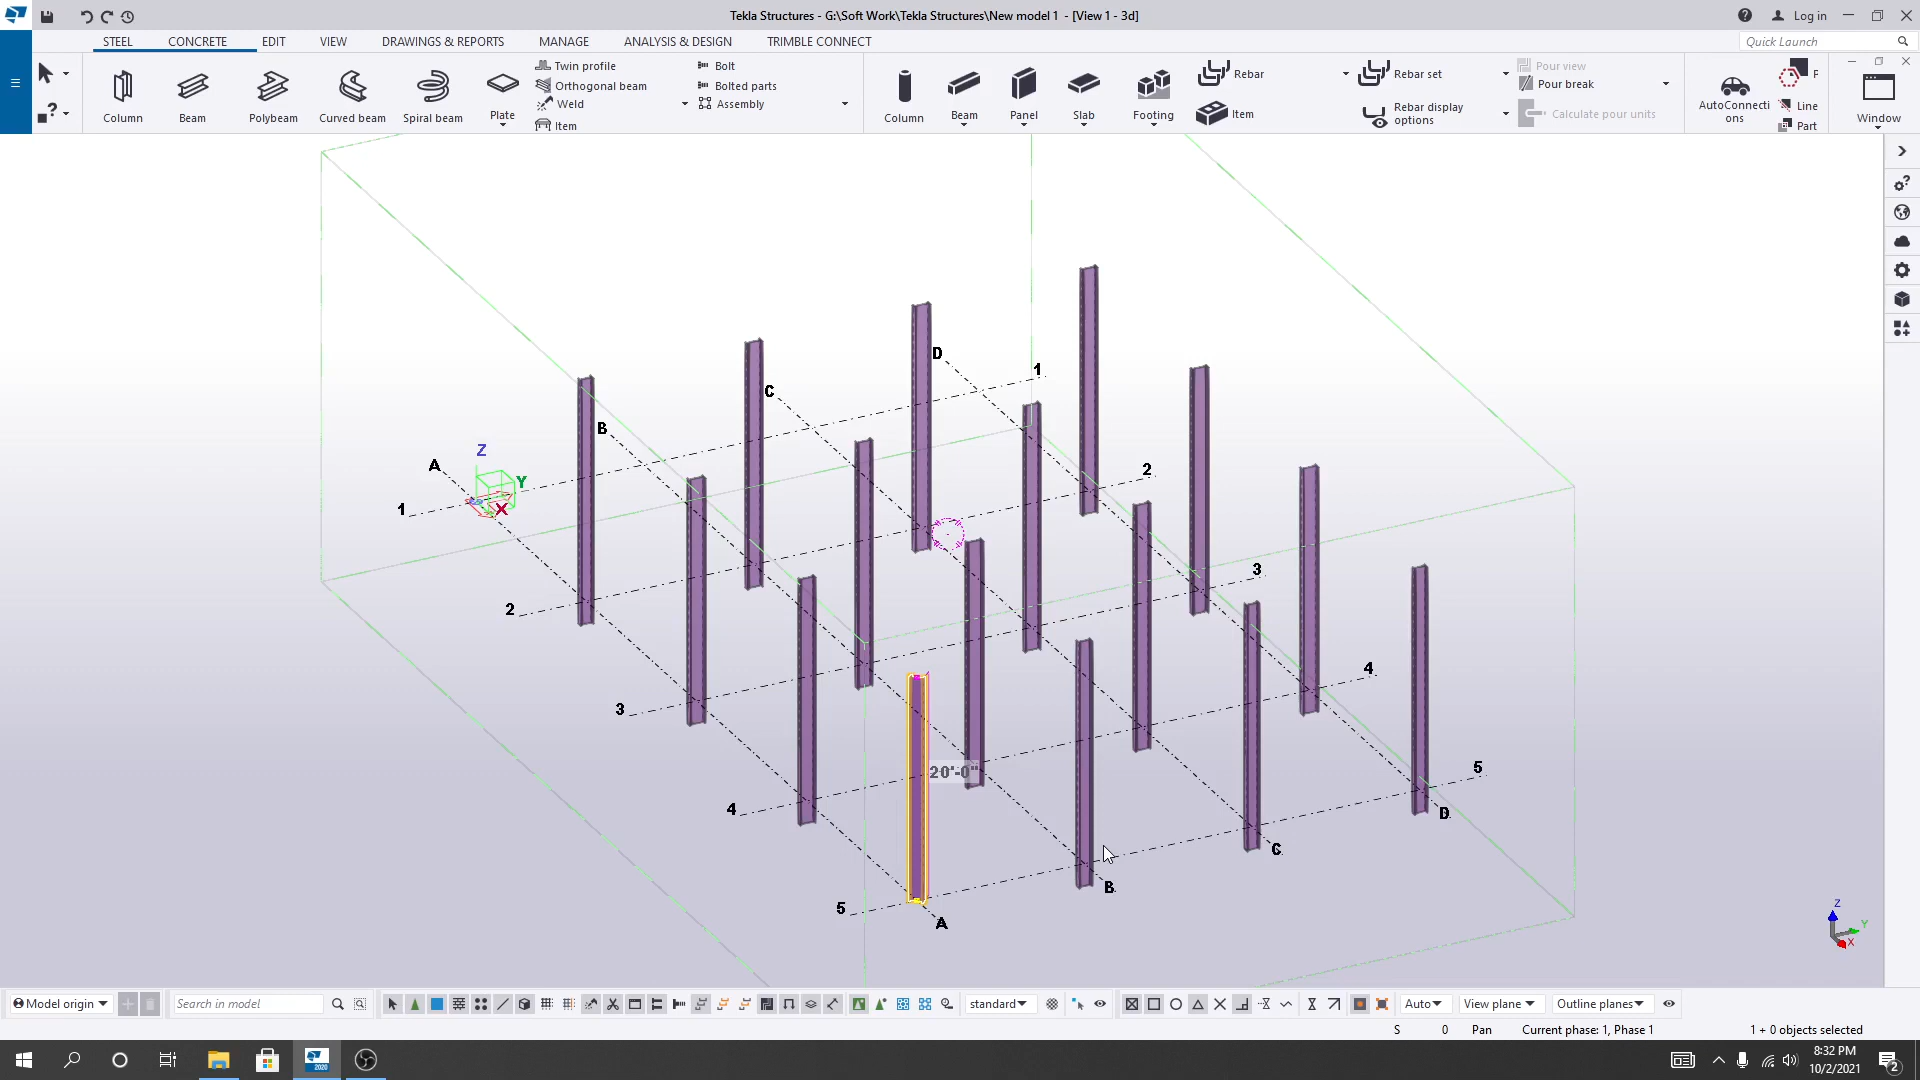 Tekla Structures - G:\Soft Work\Tekla Structures\New model 1 - [View 1 - 3d]
Log in
STEEL CONCRETE EDIT VIEW DRAWINGS & REPORTS MANAGE ANALYSIS & DESIGN TRIMBLE CONNECT
Quick Launch
Column
Beam
Polybeam
Curved beam
Spiral beam
Plate
Twin profile
Orthogonal beam
Weld
Item
Bolt
Bolted parts
Assembly
Column
Beam
Panel
Slab
Footing
Rebar
Item
Rebar set
Rebar display
options
Pour view
Pour break
Calculate pour units
AutoConnecti
ons
P
Line
Part
Window
D
1
C
B
Z
A
Y
1
X
2
2
3
3
4
20'-0"
5
4
D
C
B
5
A
Z
Y
X
Model origin
Search in model
standard
Auto
View plane
Outline planes
S 0 Pan Current phase: 1, Phase 1 1 + 0 objects selected
2020
8:32 PM
10/2/2021
2